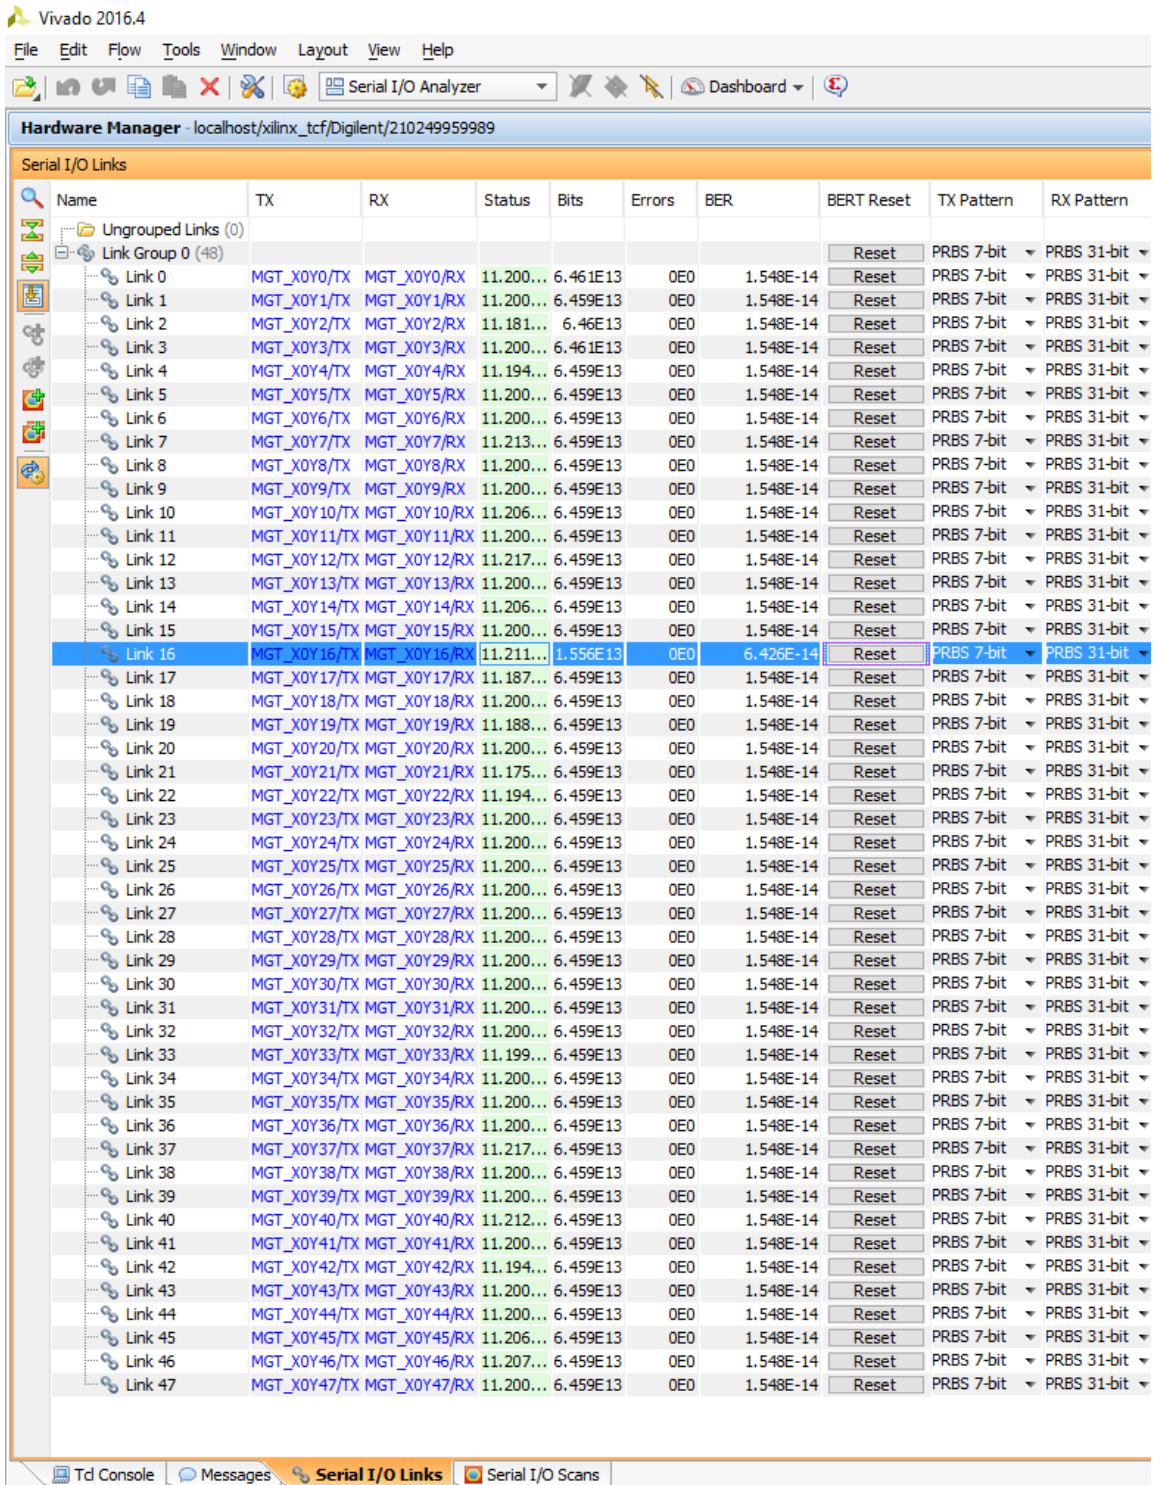 Vivado 2016.4
File Edit Flow Tools Window Layout View Help
Serial I/O Analyzer Dashboard
Hardware Manager - localhost/xilinx_tcf/Digilent/210249959989
Serial I/O Links
Name TX RX Status Bits Errors BER BERT Reset TX Pattern RX Pattern
Ungrouped Links (0)
Link Group 0 (48) Reset PRBS 7-bit PRBS 31-bit
Link 0 MGT_X0Y0/TX MGT_X0Y0/RX 11.200... 6.461E13 0E0 1.548E-14 Reset PRBS 7-bit PRBS 31-bit
Link 1 MGT_X0Y1/TX MGT_X0Y1/RX 11.200... 6.459E13 0E0 1.548E-14 Reset PRBS 7-bit PRBS 31-bit
Link 2 MGT_X0Y2/TX MGT_X0Y2/RX 11.181... 6.46E13 0E0 1.548E-14 Reset PRBS 7-bit PRBS 31-bit
Link 3 MGT_X0Y3/TX MGT_X0Y3/RX 11.200... 6.461E13 0E0 1.548E-14 Reset PRBS 7-bit PRBS 31-bit
Link 4 MGT_X0Y4/TX MGT_X0Y4/RX 11.194... 6.459E13 0E0 1.548E-14 Reset PRBS 7-bit PRBS 31-bit
Link 5 MGT_X0Y5/TX MGT_X0Y5/RX 11.200... 6.459E13 0E0 1.548E-14 Reset PRBS 7-bit PRBS 31-bit
Link 6 MGT_X0Y6/TX MGT_X0Y6/RX 11.200... 6.459E13 0E0 1.548E-14 Reset PRBS 7-bit PRBS 31-bit
Link 7 MGT_X0Y7/TX MGT_X0Y7/RX 11.213... 6.459E13 0E0 1.548E-14 Reset PRBS 7-bit PRBS 31-bit
Link 8 MGT_X0Y8/TX MGT_X0Y8/RX 11.200... 6.459E13 0E0 1.548E-14 Reset PRBS 7-bit PRBS 31-bit
Link 9 MGT_X0Y9/TX MGT_X0Y9/RX 11.200... 6.459E13 0E0 1.548E-14 Reset PRBS 7-bit PRBS 31-bit
Link 10 MGT_X0Y10/TX MGT_X0Y10/RX 11.206... 6.459E13 0E0 1.548E-14 Reset PRBS 7-bit PRBS 31-bit
Link 11 MGT_X0Y11/TX MGT_X0Y11/RX 11.200... 6.459E13 0E0 1.548E-14 Reset PRBS 7-bit PRBS 31-bit
Link 12 MGT_X0Y12/TX MGT_X0Y12/RX 11.217... 6.459E13 0E0 1.548E-14 Reset PRBS 7-bit PRBS 31-bit
Link 13 MGT_X0Y13/TX MGT_X0Y13/RX 11.200... 6.459E13 0E0 1.548E-14 Reset PRBS 7-bit PRBS 31-bit
Link 14 MGT_X0Y14/TX MGT_X0Y14/RX 11.206... 6.459E13 0E0 1.548E-14 Reset PRBS 7-bit PRBS 31-bit
Link 15 MGT_X0Y15/TX MGT_X0Y15/RX 11.200... 6.459E13 0E0 1.548E-14 Reset PRBS 7-bit PRBS 31-bit
Link 16 MGT_X0Y16/TX MGT_X0Y16/RX 11.211... 1.556E13 0E0 6.426E-14 Reset PRBS 7-bit PRBS 31-bit
Link 17 MGT_X0Y17/TX MGT_X0Y17/RX 11.187... 6.459E13 0E0 1.548E-14 Reset PRBS 7-bit PRBS 31-bit
Link 18 MGT_X0Y18/TX MGT_X0Y18/RX 11.200... 6.459E13 0E0 1.548E-14 Reset PRBS 7-bit PRBS 31-bit
Link 19 MGT_X0Y19/TX MGT_X0Y19/RX 11.188... 6.459E13 0E0 1.548E-14 Reset PRBS 7-bit PRBS 31-bit
Link 20 MGT_X0Y20/TX MGT_X0Y20/RX 11.200... 6.459E13 0E0 1.548E-14 Reset PRBS 7-bit PRBS 31-bit
Link 21 MGT_X0Y21/TX MGT_X0Y21/RX 11.175... 6.459E13 0E0 1.548E-14 Reset PRBS 7-bit PRBS 31-bit
Link 22 MGT_X0Y22/TX MGT_X0Y22/RX 11.194... 6.459E13 0E0 1.548E-14 Reset PRBS 7-bit PRBS 31-bit
Link 23 MGT_X0Y23/TX MGT_X0Y23/RX 11.200... 6.459E13 0E0 1.548E-14 Reset PRBS 7-bit PRBS 31-bit
Link 24 MGT_X0Y24/TX MGT_X0Y24/RX 11.200... 6.459E13 0E0 1.548E-14 Reset PRBS 7-bit PRBS 31-bit
Link 25 MGT_X0Y25/TX MGT_X0Y25/RX 11.200... 6.459E13 0E0 1.548E-14 Reset PRBS 7-bit PRBS 31-bit
Link 26 MGT_X0Y26/TX MGT_X0Y26/RX 11.200... 6.459E13 0E0 1.548E-14 Reset PRBS 7-bit PRBS 31-bit
Link 27 MGT_X0Y27/TX MGT_X0Y27/RX 11.200... 6.459E13 0E0 1.548E-14 Reset PRBS 7-bit PRBS 31-bit
Link 28 MGT_X0Y28/TX MGT_X0Y28/RX 11.200... 6.459E13 0E0 1.548E-14 Reset PRBS 7-bit PRBS 31-bit
Link 29 MGT_X0Y29/TX MGT_X0Y29/RX 11.200... 6.459E13 0E0 1.548E-14 Reset PRBS 7-bit PRBS 31-bit
Link 30 MGT_X0Y30/TX MGT_X0Y30/RX 11.200... 6.459E13 0E0 1.548E-14 Reset PRBS 7-bit PRBS 31-bit
Link 31 MGT_X0Y31/TX MGT_X0Y31/RX 11.200... 6.459E13 0E0 1.548E-14 Reset PRBS 7-bit PRBS 31-bit
Link 32 MGT_X0Y32/TX MGT_X0Y32/RX 11.200... 6.459E13 0E0 1.548E-14 Reset PRBS 7-bit PRBS 31-bit
Link 33 MGT_X0Y33/TX MGT_X0Y33/RX 11.199... 6.459E13 0E0 1.548E-14 Reset PRBS 7-bit PRBS 31-bit
Link 34 MGT_X0Y34/TX MGT_X0Y34/RX 11.200... 6.459E13 0E0 1.548E-14 Reset PRBS 7-bit PRBS 31-bit
Link 35 MGT_X0Y35/TX MGT_X0Y35/RX 11.200... 6.459E13 0E0 1.548E-14 Reset PRBS 7-bit PRBS 31-bit
Link 36 MGT_X0Y36/TX MGT_X0Y36/RX 11.200... 6.459E13 0E0 1.548E-14 Reset PRBS 7-bit PRBS 31-bit
Link 37 MGT_X0Y37/TX MGT_X0Y37/RX 11.217... 6.459E13 0E0 1.548E-14 Reset PRBS 7-bit PRBS 31-bit
Link 38 MGT_X0Y38/TX MGT_X0Y38/RX 11.200... 6.459E13 0E0 1.548E-14 Reset PRBS 7-bit PRBS 31-bit
Link 39 MGT_X0Y39/TX MGT_X0Y39/RX 11.200... 6.459E13 0E0 1.548E-14 Reset PRBS 7-bit PRBS 31-bit
Link 40 MGT_X0Y40/TX MGT_X0Y40/RX 11.212... 6.459E13 0E0 1.548E-14 Reset PRBS 7-bit PRBS 31-bit
Link 41 MGT_X0Y41/TX MGT_X0Y41/RX 11.200... 6.459E13 0E0 1.548E-14 Reset PRBS 7-bit PRBS 31-bit
Link 42 MGT_X0Y42/TX MGT_X0Y42/RX 11.194... 6.459E13 0E0 1.548E-14 Reset PRBS 7-bit PRBS 31-bit
Link 43 MGT_X0Y43/TX MGT_X0Y43/RX 11.200... 6.459E13 0E0 1.548E-14 Reset PRBS 7-bit PRBS 31-bit
Link 44 MGT_X0Y44/TX MGT_X0Y44/RX 11.200... 6.459E13 0E0 1.548E-14 Reset PRBS 7-bit PRBS 31-bit
Link 45 MGT_X0Y45/TX MGT_X0Y45/RX 11.206... 6.459E13 0E0 1.548E-14 Reset PRBS 7-bit PRBS 31-bit
Link 46 MGT_X0Y46/TX MGT_X0Y46/RX 11.207... 6.459E13 0E0 1.548E-14 Reset PRBS 7-bit PRBS 31-bit
Link 47 MGT_X0Y47/TX MGT_X0Y47/RX 11.200... 6.459E13 0E0 1.548E-14 Reset PRBS 7-bit PRBS 31-bit
Tcl Console Messages Serial I/O Links Serial I/O Scans